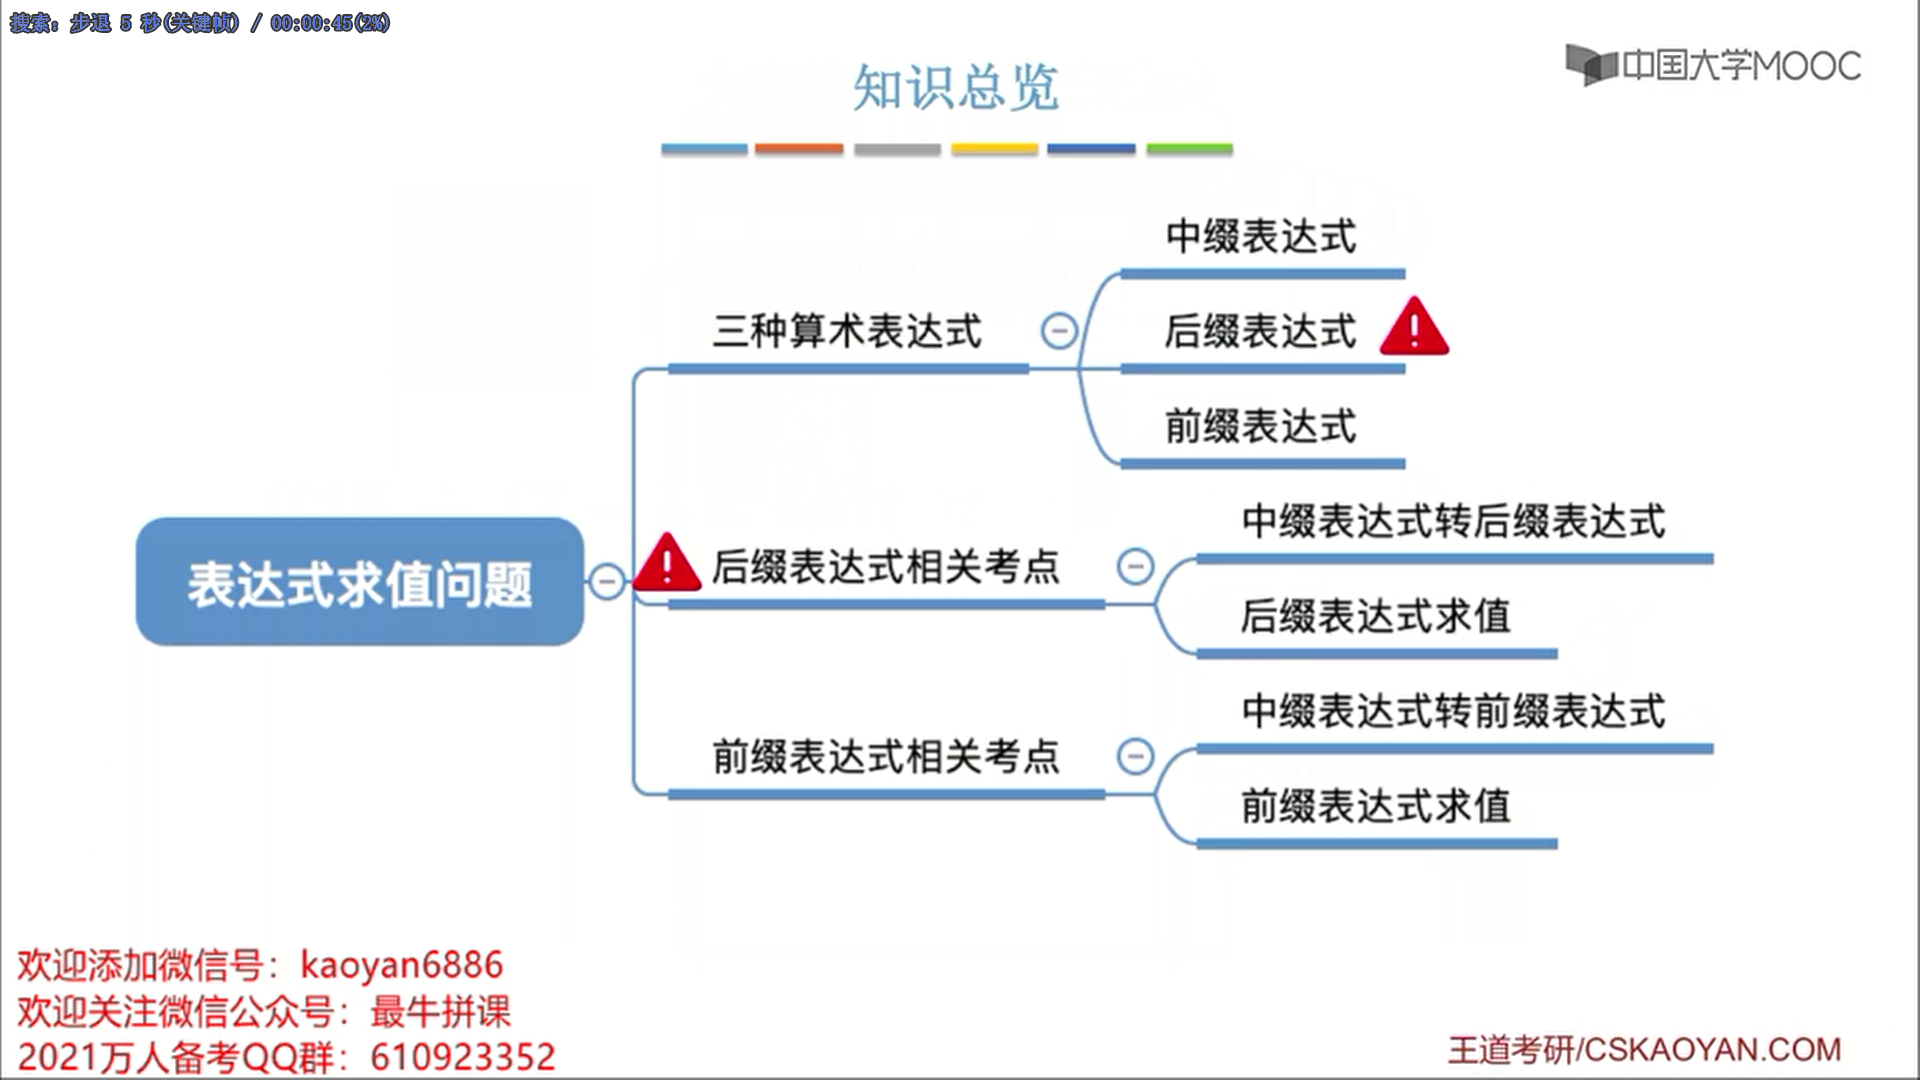 搜索: 步退 5 秒(关键帧) / 00:00:45(2%)
中国大学MOOC
知识总览
中缀表达式
三种算术表达式
后缀表达式
前缀表达式
中缀表达式转后缀表达式
后缀表达式相关考点
表达式求值问题
后缀表达式求值
中缀表达式转前缀表达式
前缀表达式相关考点
前缀表达式求值
欢迎添加微信号：kaoyan6886
欢迎关注微信公众号：最牛拼课
2021万人备考QQ群：610923352
王道考研/CSKAOYAN.COM